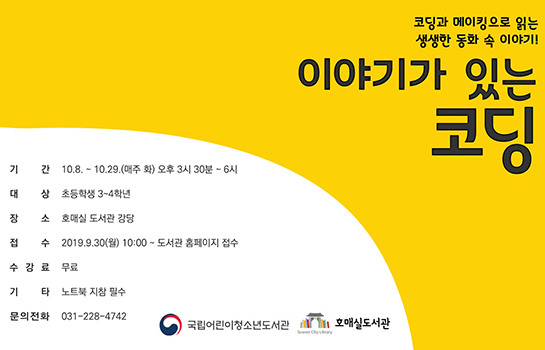 코딩과 메이킹으로 읽는
생생한 동화 속 이야기!
이야기가 있는
코딩
기 간 10.8. ~ 10.29.(매주 화) 오후 3시 30분 ~ 6시
대 상 초등학생 3~4학년
장 소 호매실 도서관 강당
접 수 2019.9.30(월) 10:00 ~ 도서관 홈페이지 접수
수 강 료 무료
기 타 노트북 지참 필수
문의전화 031-228-4742
국립어린이청소년도서관
호매실도서관
Suwon City Library